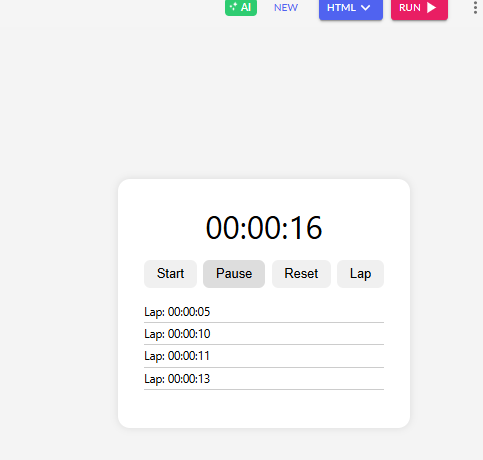 AI NEW HTML RUN
00:00:16
Start Pause Reset Lap
Lap: 00:00:05
Lap: 00:00:10
Lap: 00:00:11
Lap: 00:00:13